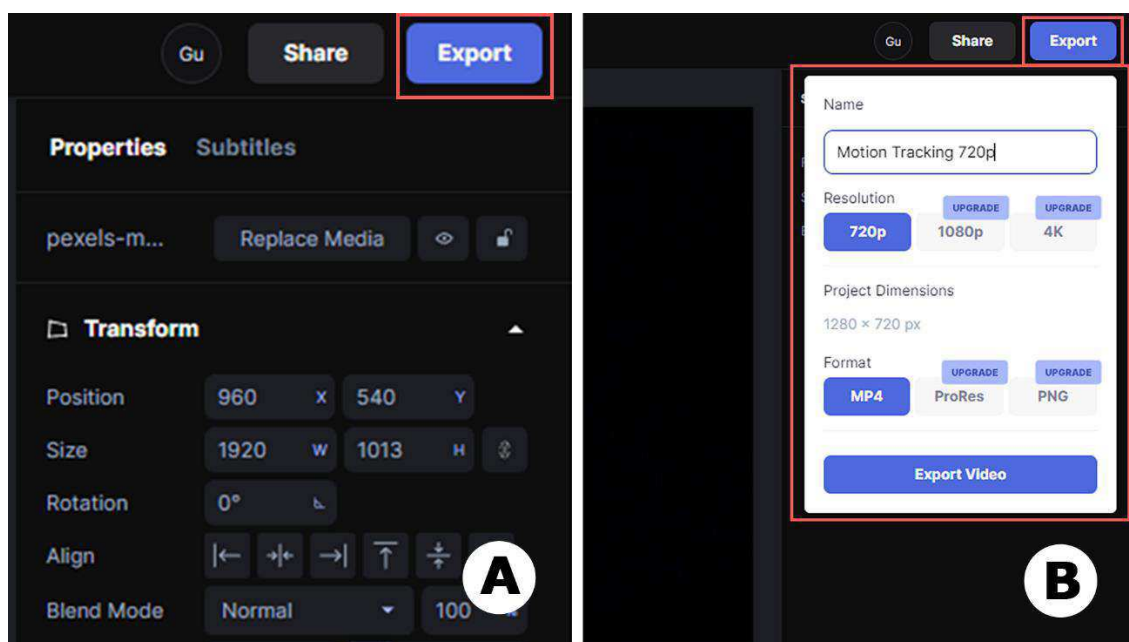 Gu Share Export
Properties Subtitles
pexels-m... Replace Media
Transform
Position 960 X 540 Y
Size 1920 W 1013 H
Rotation 0°
Align
Blend Mode Normal 100
A
Gu Share Export
Name
Motion Tracking 720p
Resolution
UPGRADE UPGRADE
720p 1080p 4K
Project Dimensions
1280 × 720 px
Format
UPGRADE UPGRADE
MP4 ProRes PNG
Export Video
B